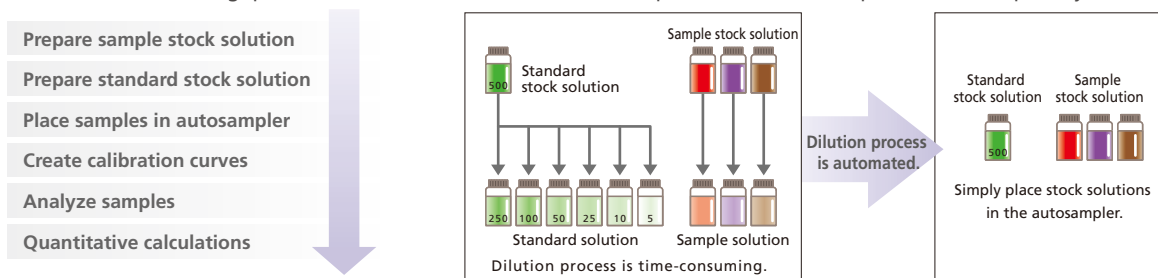 Prepare sample stock solution
Prepare standard stock solution
Place samples in autosampler
Create calibration curves
Analyze samples
Quantitative calculations
Sample stock solution
500
Standard
stock solution
250 100 50 25 10 5
Standard solution
Sample solution
Dilution process is time-consuming.
Dilution process
is automated.
Standard
stock solution
Sample
stock solution
500
Simply place stock solutions
in the autosampler.